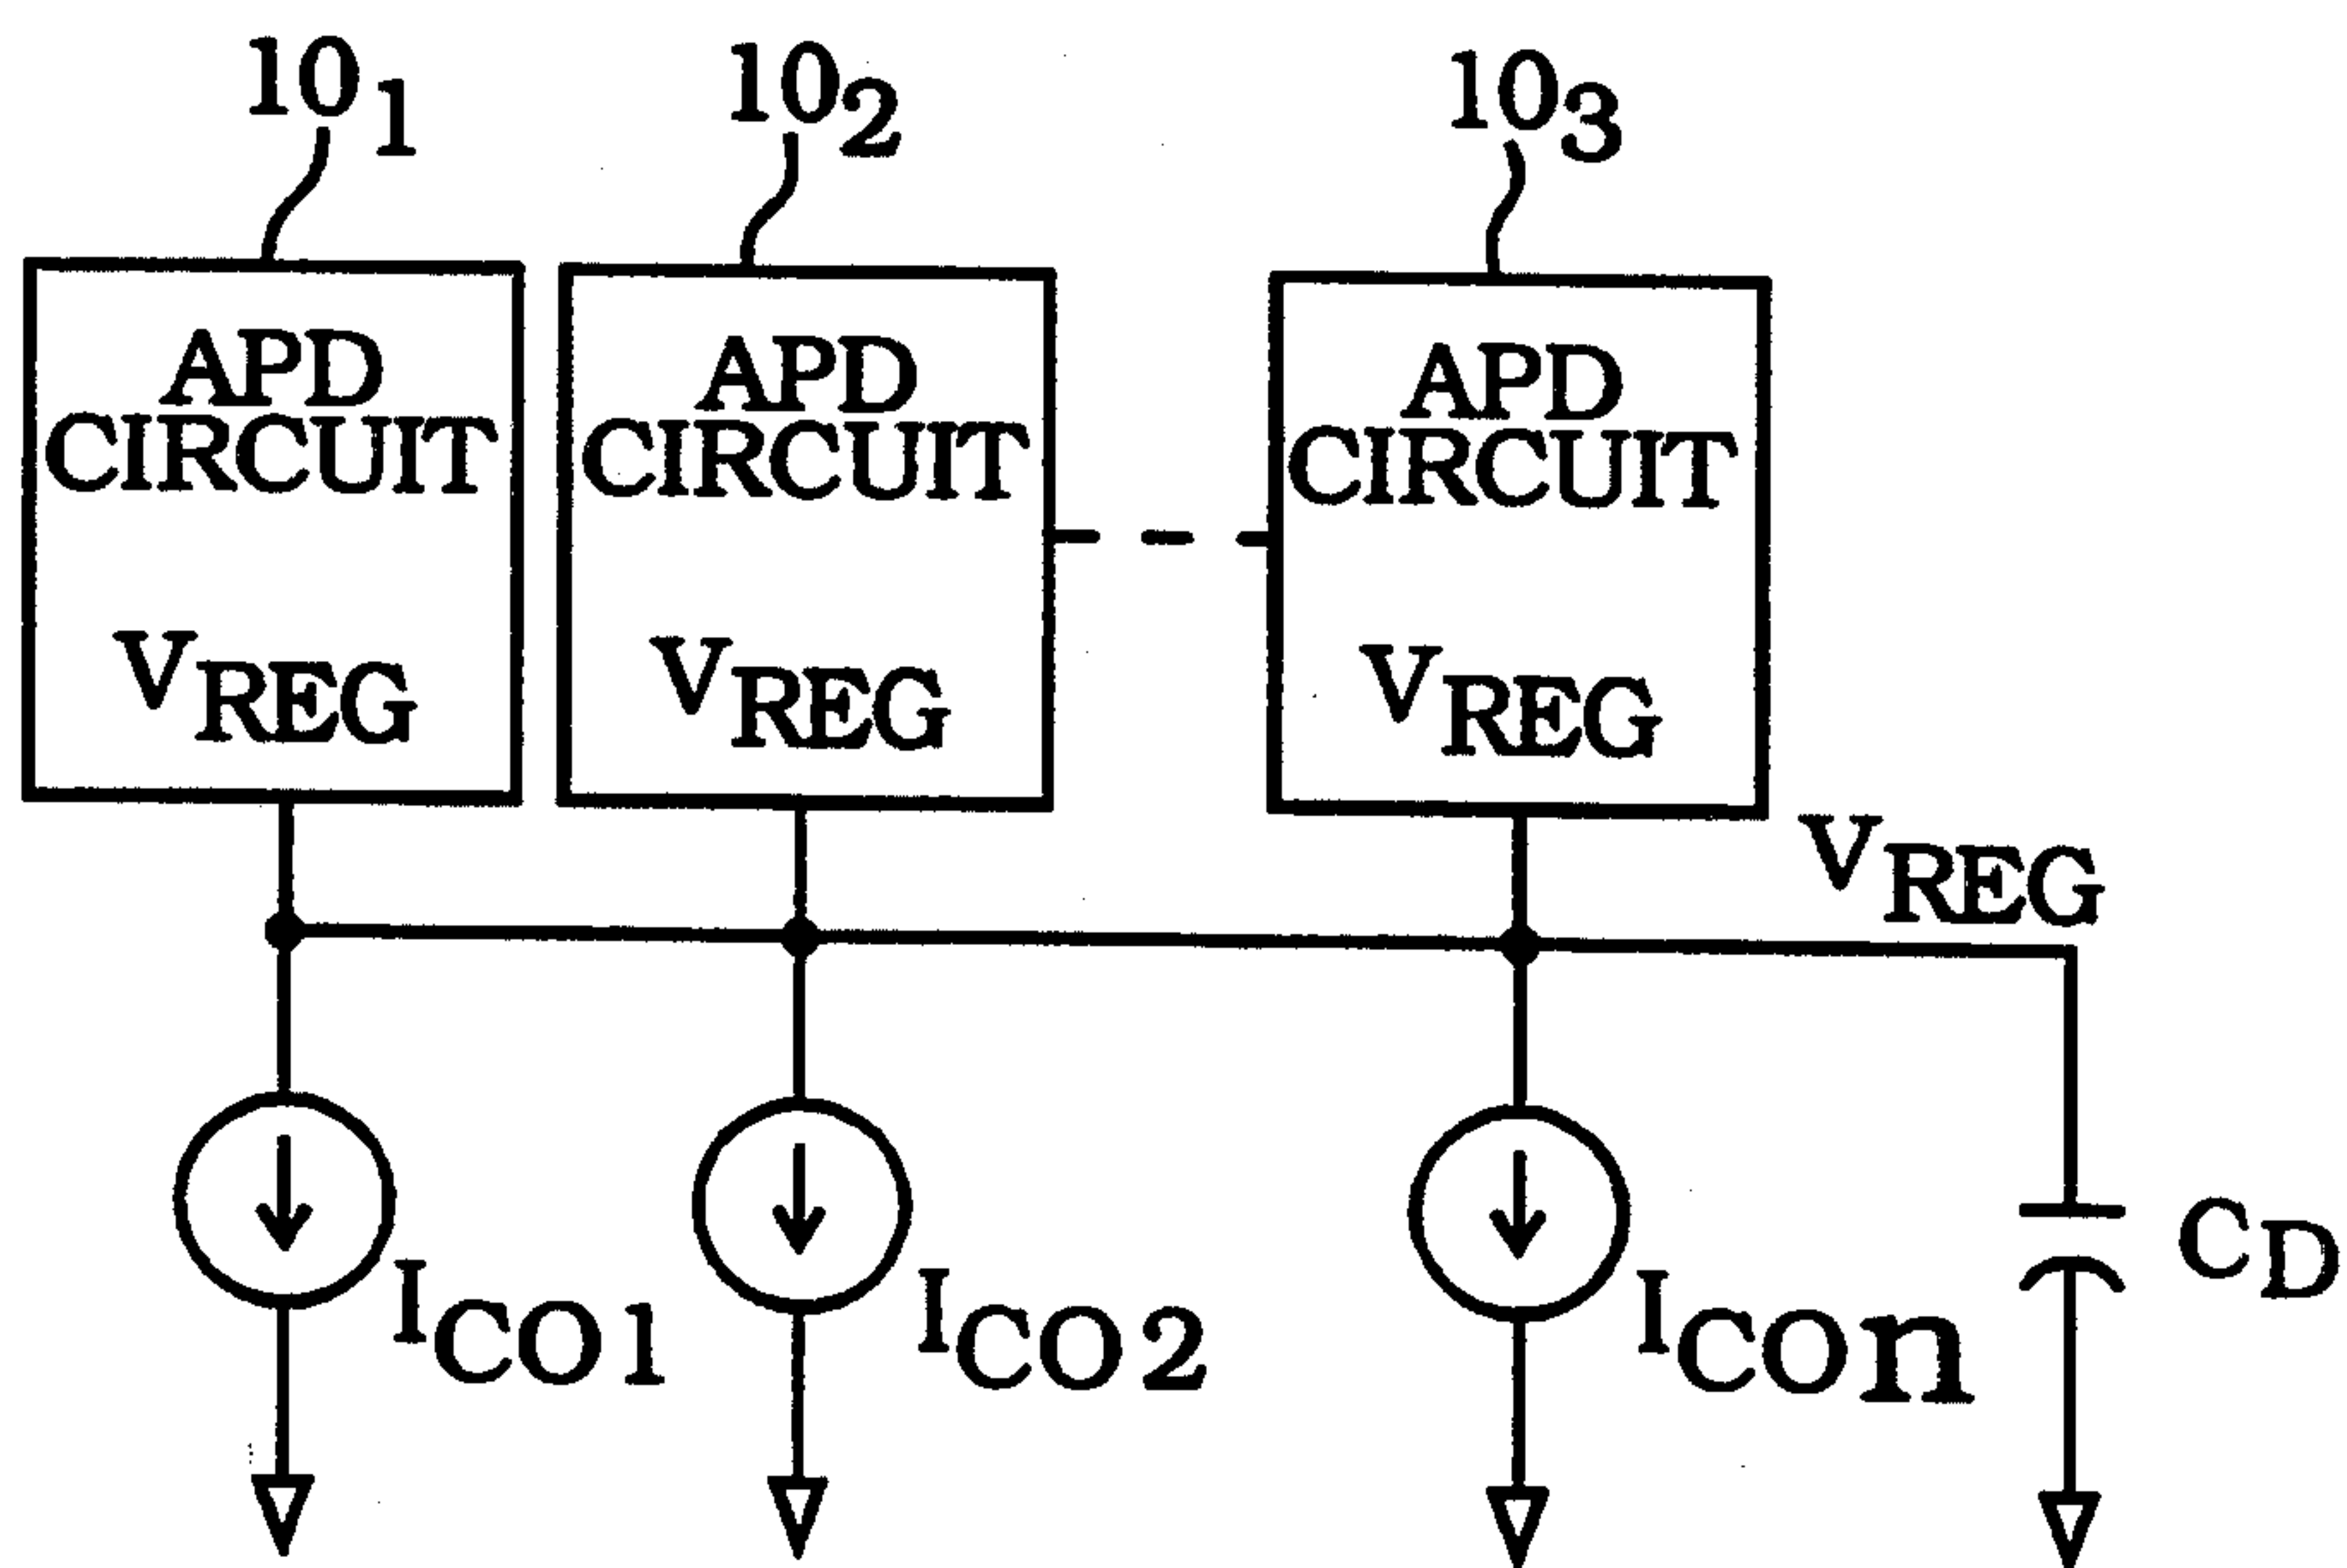 10₁
10₂
10₃
APD
CIRCUIT
V_REG
APD
CIRCUIT
V_REG
APD
CIRCUIT
V_REG
V_REG
I_CO1
I_CO2
I_COn
C_D